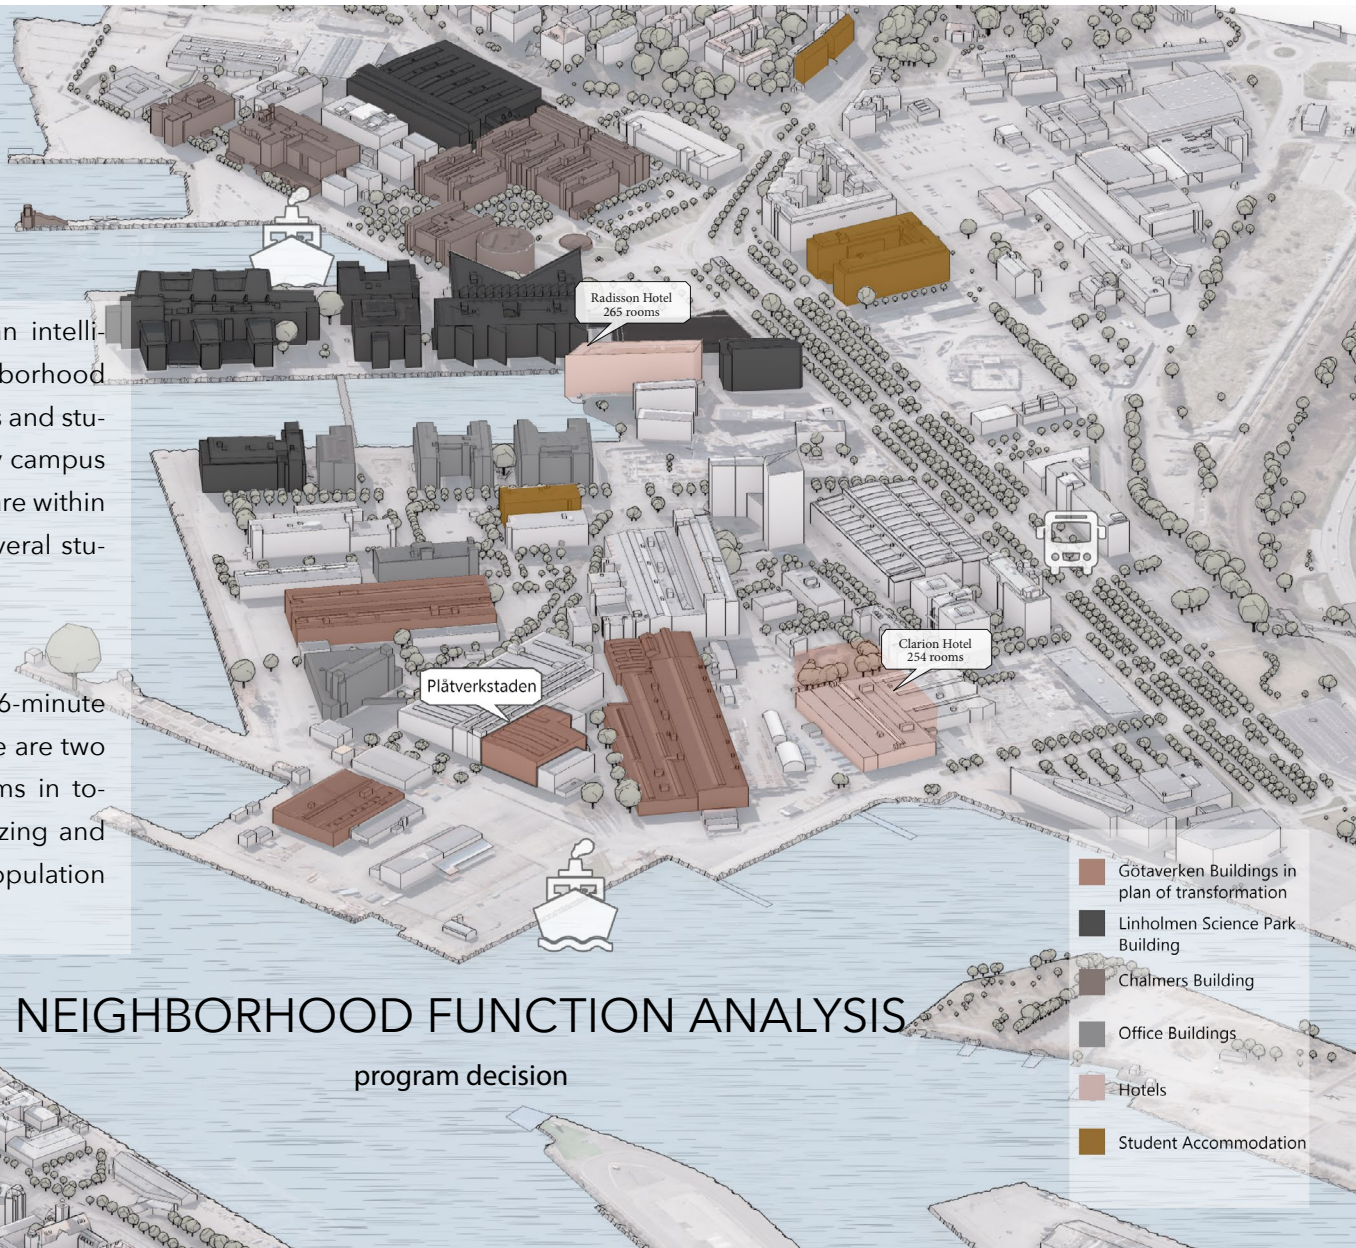 n intelli-
borhood
s and stu-
y campus
are within
veral stu-
6-minute
e are two
ms in to-
zing and
opulation
Radisson Hotel
265 rooms
Clarion Hotel
254 rooms
Plåtverkstaden
NEIGHBORHOOD FUNCTION ANALYSIS
program decision
Götaverken Buildings in
plan of transformation
Linholmen Science Park
Building
Chalmers Building
Office Buildings
Hotels
Student Accommodation